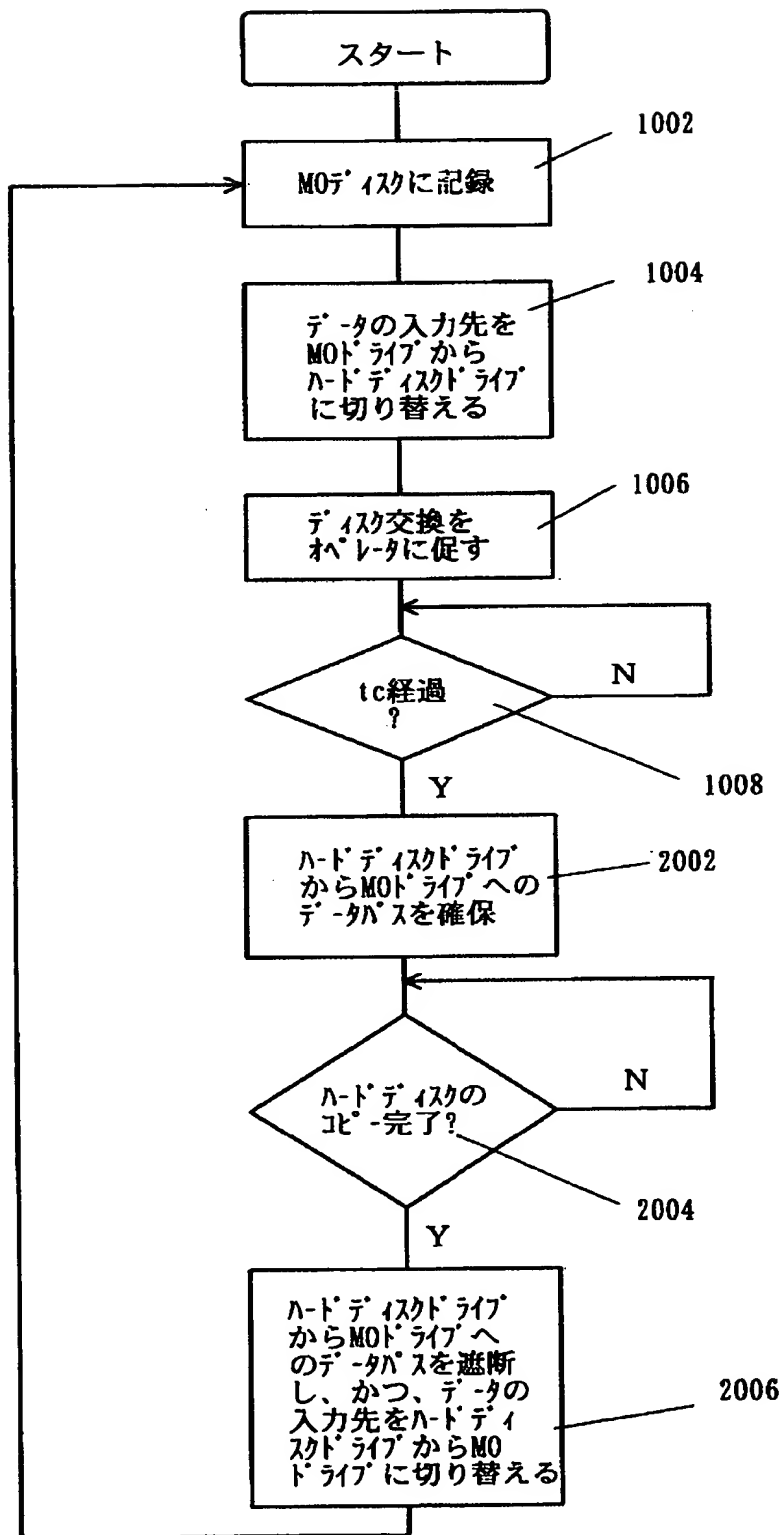 スタート
1002
MOディスクに記録
1004
データの入力先を
MOドライブから
ハードディスクドライブ
に切り替える
1006
ディスク交換を
オペレータに促す
N
tc経過
?
1008
Y
ハードディスクドライブ
からMOドライブへの
データパスを確保
2002
N
ハードディスクの
コピー完了?
2004
Y
ハードディスクドライブ
からMOドライブへ
のデータパスを遮断
し、かつ、データの
入力先をハードディ
スクドライブからMO
ドライブに切り替える
2006